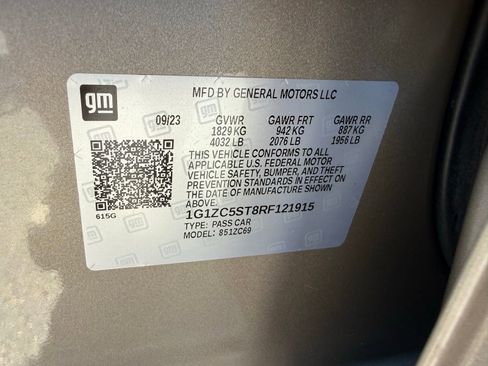 gm
MFD BY GENERAL MOTORS LLC
09/23 GVWR GAWR FRT GAWR RR
1829 KG 942 KG 887 KG
4032 LB 2076 LB 1956 LB
THIS VEHICLE CONFORMS TO ALL
APPLICABLE U.S. FEDERAL MOTOR
VEHICLE SAFETY, BUMPER, AND THEFT
PREVENTION STANDARDS IN EFFECT ON
THE DATE OF MANUFACTURE SHOWN
ABOVE.
615G
1G1ZC5ST8RF121915
TYPE: PASS CAR
MODEL: 851ZC69